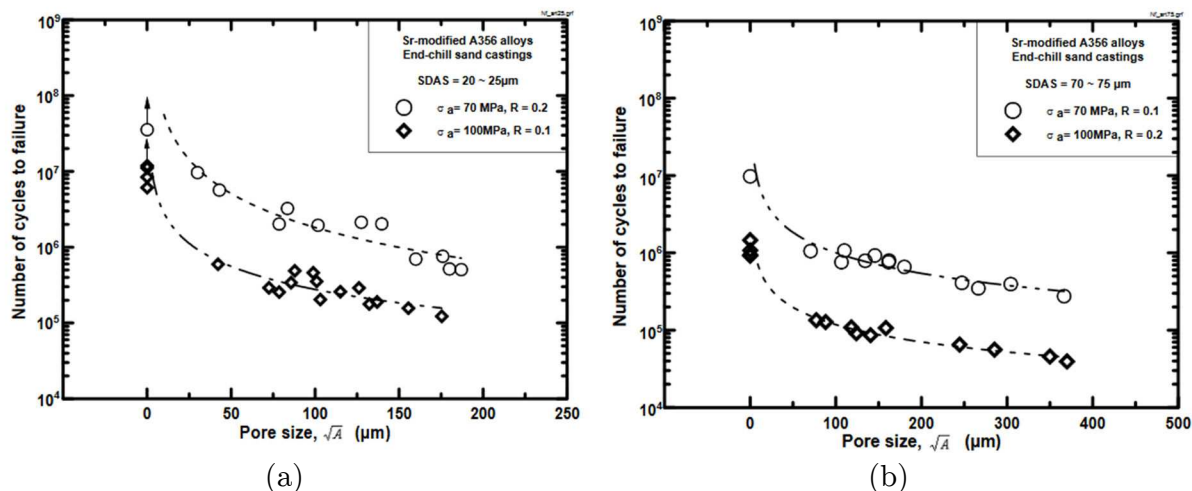 Nf_srt25.grf
10⁹
10⁸
10⁷
10⁶
10⁵
10⁴
Number of cycles to failure
Sr-modified A356 alloys
End-chill sand castings
SDAS = 20 ~ 25µm
σ a= 70 MPa, R = 0.2
σ a= 100MPa, R = 0.1
0 50 100 150 200 250
Pore size, √A (µm)
(a)
10⁹
10⁸
10⁷
10⁶
10⁵
10⁴
Number of cycles to failure
Sr-modified A356 alloys
End-chill sand castings
SDAS = 70 ~ 75 µm
σ a= 70 MPa, R = 0.1
σ a= 100MPa, R = 0.2
0 100 200 300 400 500
Pore size, √A (µm)
(b)